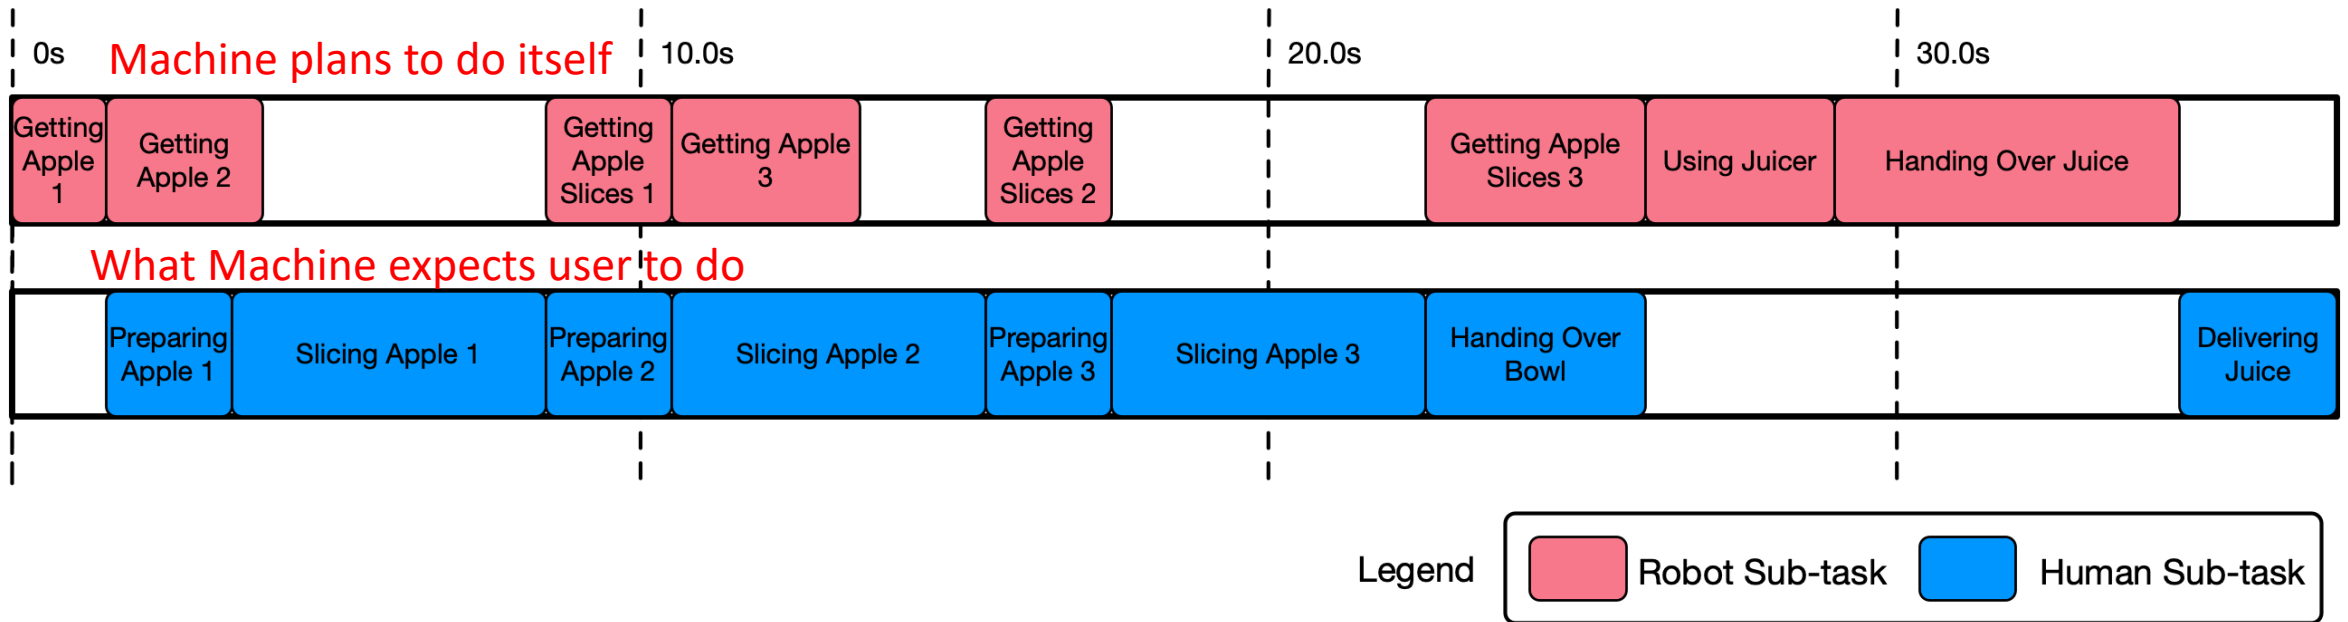 0s
Machine plans to do itself
10.0s
20.0s
30.0s
Getting
Apple
1
Getting
Apple 2
Getting
Apple
Slices 1
Getting Apple
3
Getting
Apple
Slices 2
Getting Apple
Slices 3
Using Juicer
Handing Over Juice
What Machine expects user to do
Preparing
Apple 1
Slicing Apple 1
Preparing
Apple 2
Slicing Apple 2
Preparing
Apple 3
Slicing Apple 3
Handing Over
Bowl
Delivering
Juice
Legend
Robot Sub-task
Human Sub-task